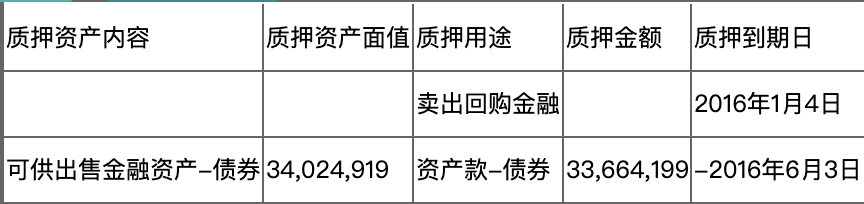 质押资产内容 质押资产面值 质押用途 质押金额 质押到期日
卖出回购金融 2016年1月4日
可供出售金融资产–债券 34,024,919 资产款–债券 33,664,199 –2016年6月3日